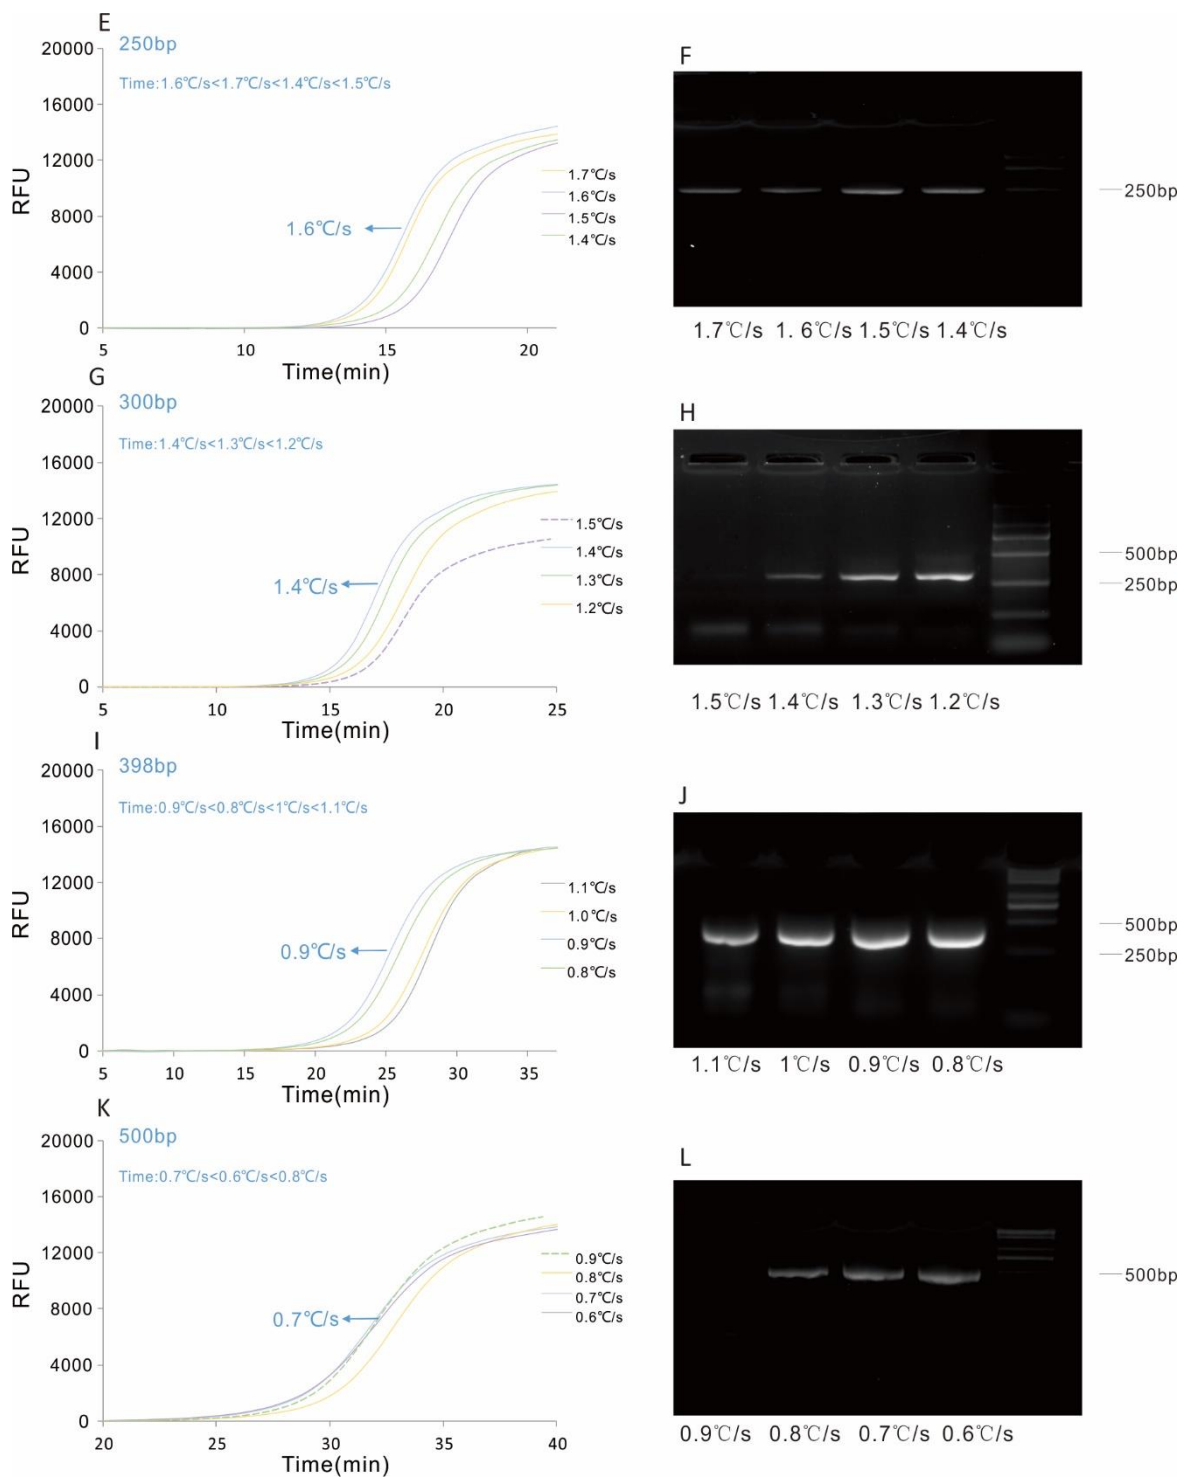 E
250bp
Time:1.6℃/s<1.7℃/s<1.4℃/s<1.5℃/s
20000
16000
12000
8000
4000
0
RFU
1.6℃/s
1.7℃/s
1.6℃/s
1.5℃/s
1.4℃/s
5
15
20
Time(min)
F
250bp
1.7℃/s 1.6℃/s 1.5℃/s 1.4℃/s
G
300bp
Time:1.4℃/s<1.3℃/s<1.2℃/s
20000
16000
12000
8000
4000
0
RFU
1.4℃/s
1.5℃/s
1.4℃/s
1.3℃/s
1.2℃/s
5
10
15
20
25
Time(min)
H
500bp
250bp
1.5℃/s 1.4℃/s 1.3℃/s 1.2℃/s
I
398bp
Time:0.9℃/s<0.8℃/s<1℃/s<1.1℃/s
20000
16000
12000
8000
4000
0
RFU
0.9℃/s
1.1℃/s
1.0℃/s
0.9℃/s
0.8℃/s
5
10
15
20
25
30
35
Time(min)
J
500bp
250bp
1.1℃/s 1℃/s 0.9℃/s 0.8℃/s
K
500bp
Time:0.7℃/s<0.6℃/s<0.8℃/s
20000
16000
12000
8000
4000
0
RFU
0.7℃/s
0.9℃/s
0.8℃/s
0.7℃/s
0.6℃/s
20
25
30
35
40
Time(min)
L
500bp
0.9℃/s 0.8℃/s 0.7℃/s 0.6℃/s